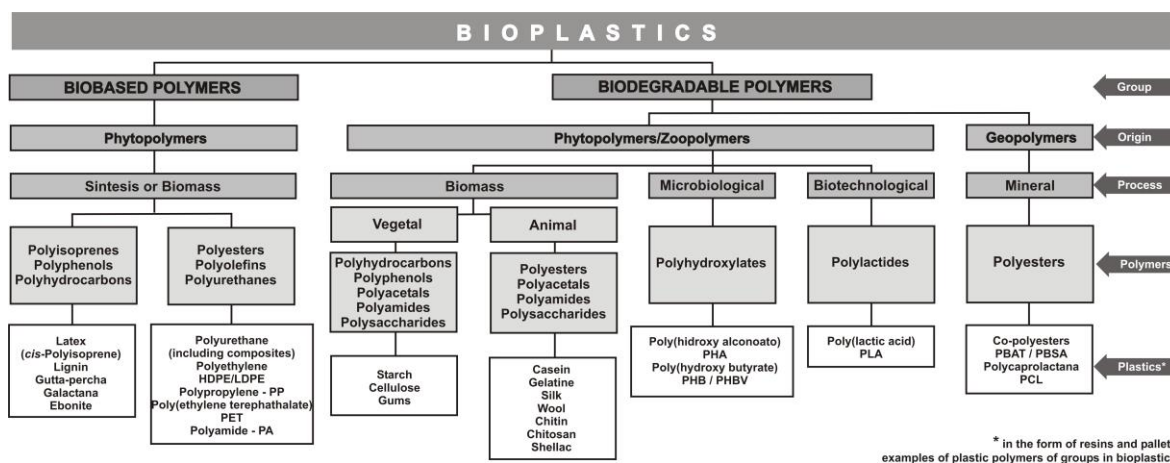 BIOPLASTICS
BIOBASED POLYMERS
BIODEGRADABLE POLYMERS
Group
Phytopolymers
Phytopolymers/Zoopolymers
Geopolymers
Origin
Sintesis or Biomass
Biomass
Microbiological
Biotechnological
Mineral
Process
Vegetal
Animal
Polyisoprenes
Polyphenols
Polyhydrocarbons
Polyesters
Polyolefins
Polyurethanes
Polyhydrocarbons
Polyphenols
Polyacetals
Polyamides
Polysaccharides
Polyesters
Polyacetals
Polyamides
Polysaccharides
Polyhydroxylates
Polylactides
Polyesters
Polymers
Latex
(cis-Polyisoprene)
Lignin
Gutta-percha
Galactana
Ebonite
Polyurethane
(including composites)
Polyethylene
HDPE/LDPE
Polypropylene - PP
Poly(ethylene terephathalate)
PET
Polyamide - PA
Starch
Cellulose
Gums
Casein
Gelatine
Silk
Wool
Chitin
Chitosan
Shellac
Poly(hidroxy alconoato)
PHA
Poly(hydroxy butyrate)
PHB / PHBV
Poly(lactic acid)
PLA
Co-polyesters
PBAT / PBSA
Polycaprolactana
PCL
Plastics*
* in the form of resins and pallet
examples of plastic polymers of groups in bioplastic